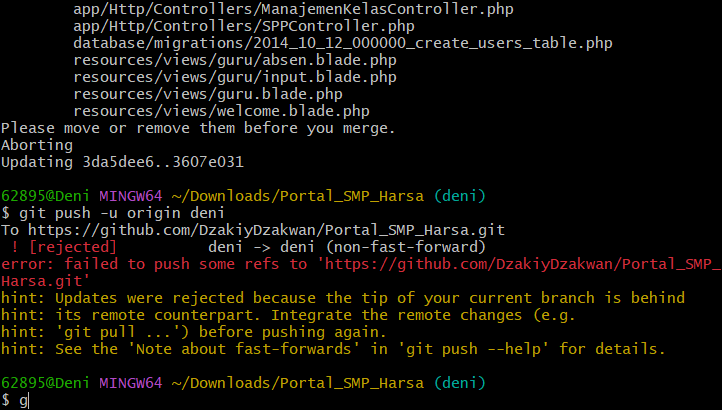 app/Http/Controllers/ManajemenKelasController.php
app/Http/Controllers/SPPController.php
database/migrations/2014_10_12_000000_create_users_table.php
resources/views/guru/absen.blade.php
resources/views/guru/input.blade.php
resources/views/guru.blade.php
resources/views/welcome.blade.php
Please move or remove them before you merge.
Aborting
Updating 3da5dee6..3607e031
62895@Deni MINGW64 ~/Downloads/Portal_SMP_Harsa (deni)
$ git push -u origin deni
To https://github.com/DzakiyDzakwan/Portal_SMP_Harsa.git
! [rejected] deni -> deni (non-fast-forward)
error: failed to push some refs to 'https://github.com/DzakiyDzakwan/Portal_SMP_
Harsa.git'
hint: Updates were rejected because the tip of your current branch is behind
hint: its remote counterpart. Integrate the remote changes (e.g.
hint: 'git pull ...') before pushing again.
hint: See the 'Note about fast-forwards' in 'git push --help' for details.
62895@Deni MINGW64 ~/Downloads/Portal_SMP_Harsa (deni)
$ g